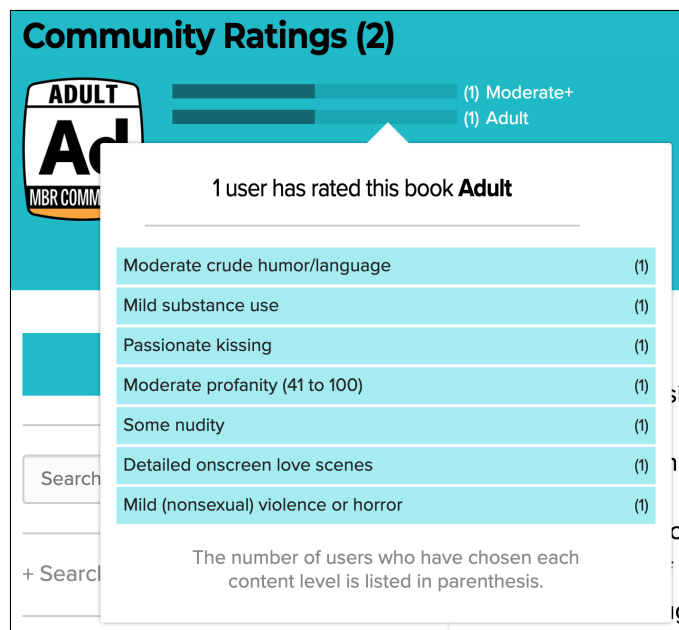 Community Ratings (2)
ADULT
Ad
MBR COMM
(1) Moderate+
(1) Adult
1 user has rated this book Adult
Moderate crude humor/language (1)
Mild substance use (1)
Passionate kissing (1)
Moderate profanity (41 to 100) (1)
Some nudity (1)
Detailed onscreen love scenes (1)
Mild (nonsexual) violence or horror (1)
The number of users who have chosen each
content level is listed in parenthesis.
Search
+ Searc